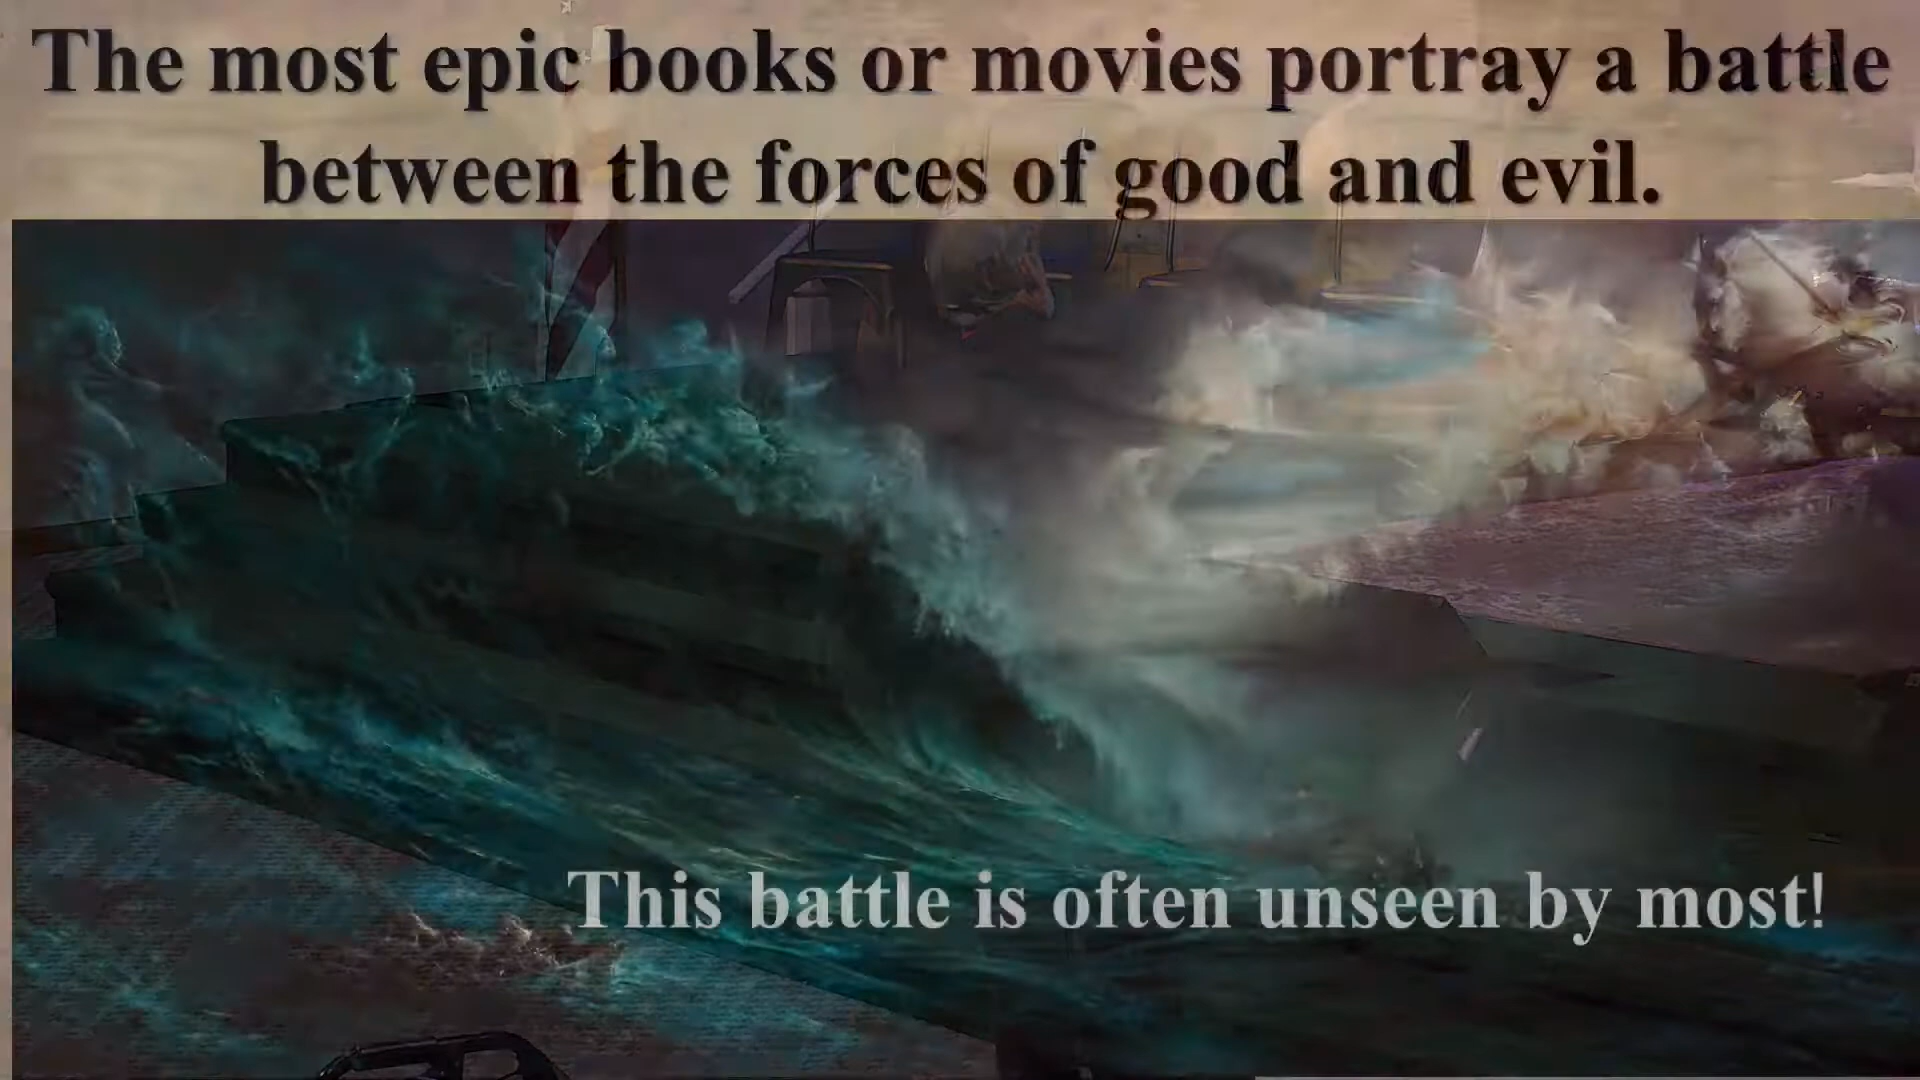 The most epic books or movies portray a battle
between the forces of good and evil.
This battle is often unseen by most!